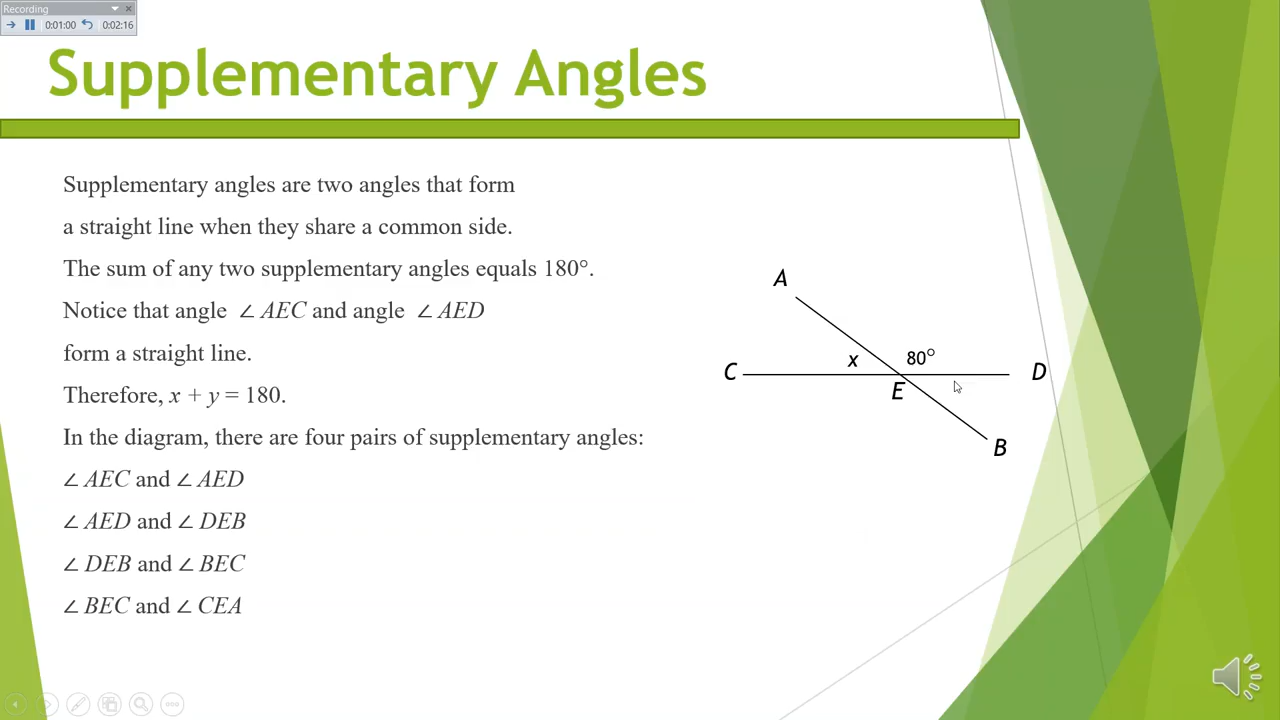 Recording
0:01:00 0:02:16
Supplementary Angles
Supplementary angles are two angles that form
a straight line when they share a common side.
The sum of any two supplementary angles equals 180°.
Notice that angle ∠ AEC and angle ∠ AED
form a straight line.
Therefore, x + y = 180.
In the diagram, there are four pairs of supplementary angles:
∠ AEC and ∠ AED
∠ AED and ∠ DEB
∠ DEB and ∠ BEC
∠ BEC and ∠ CEA
A
x 80°
C D
E
B